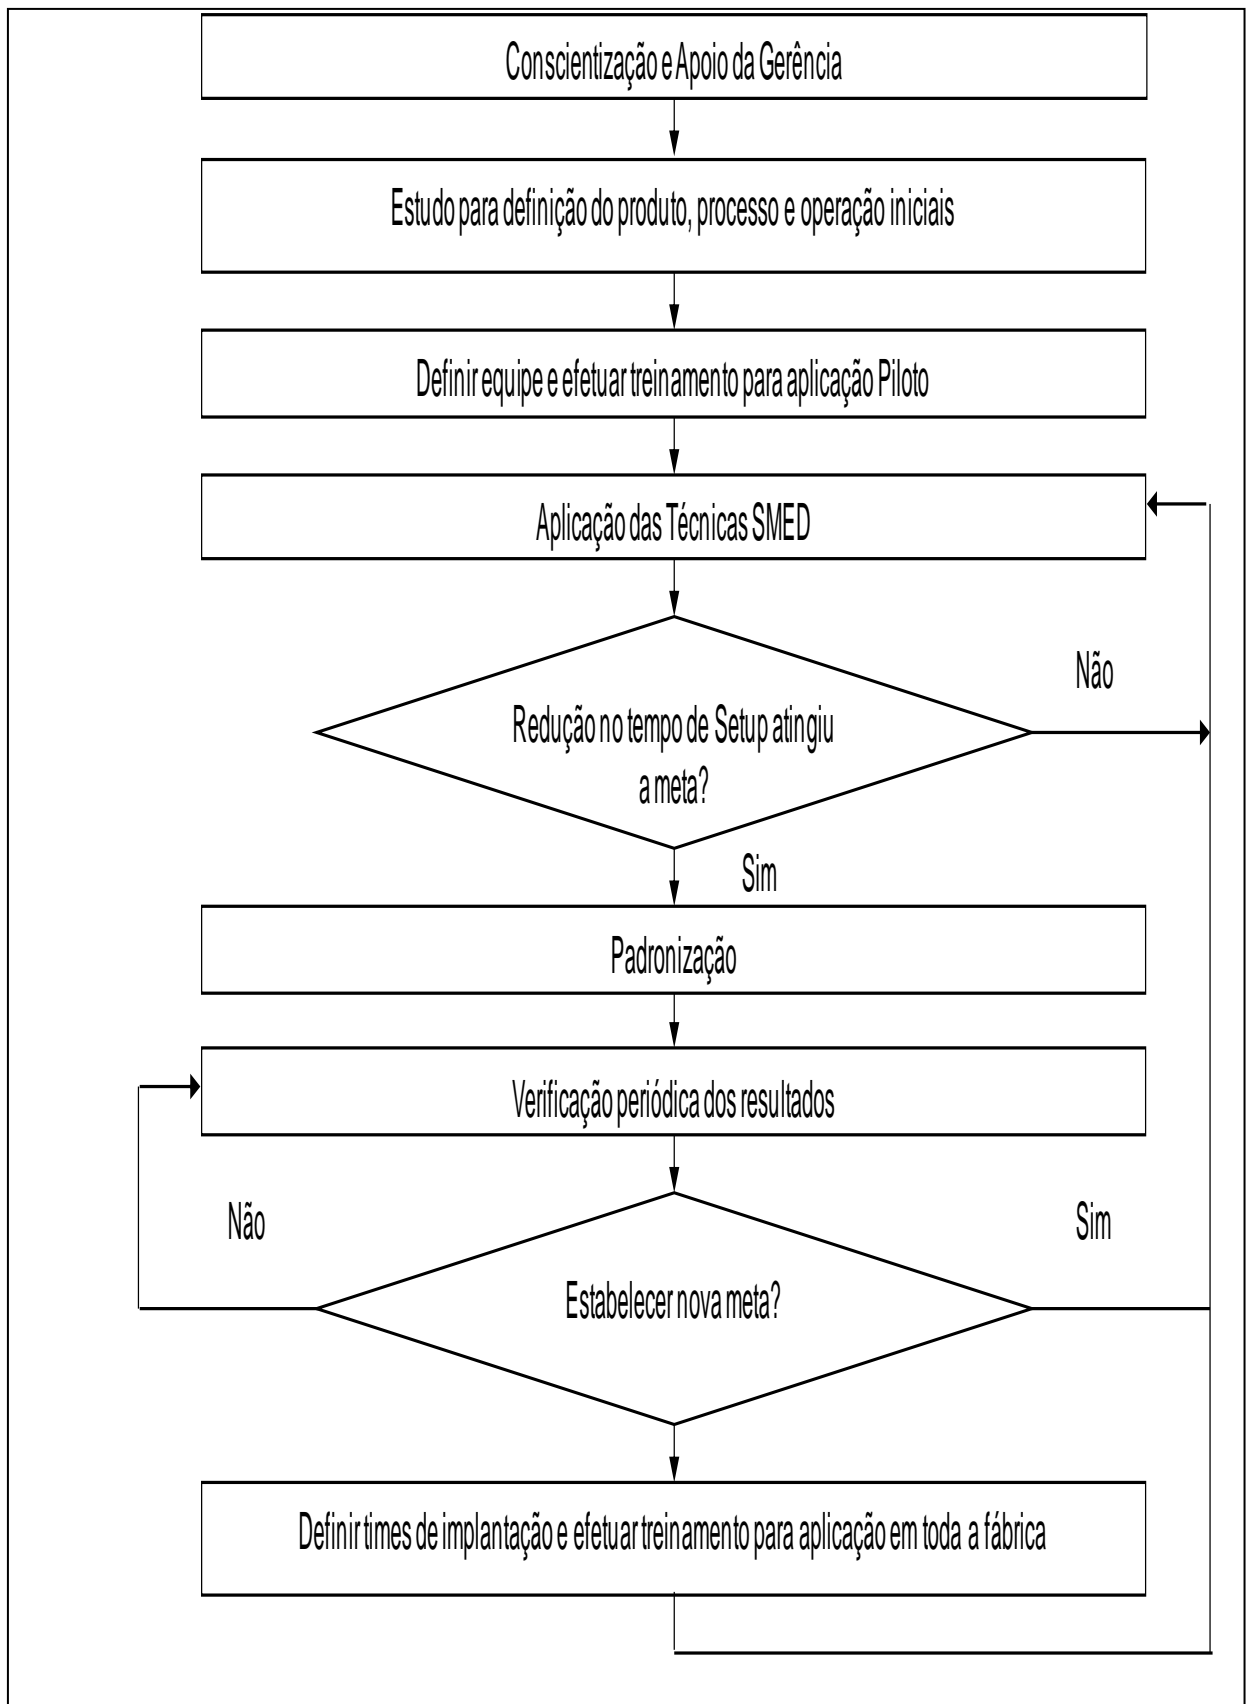 Conscientização e Apoio da Gerência
Estudo para definição do produto, processo e operação iniciais
Definir equipe e efetuar treinamento para aplicação Piloto
Aplicação das Técnicas SMED
Não
Redução no tempo de Setup atingiu
a meta?
Sim
Padronização
Verificação periódica dos resultados
Não
Sim
Estabelecer nova meta?
Definir times de implantação e efetuar treinamento para aplicação em toda a fábrica